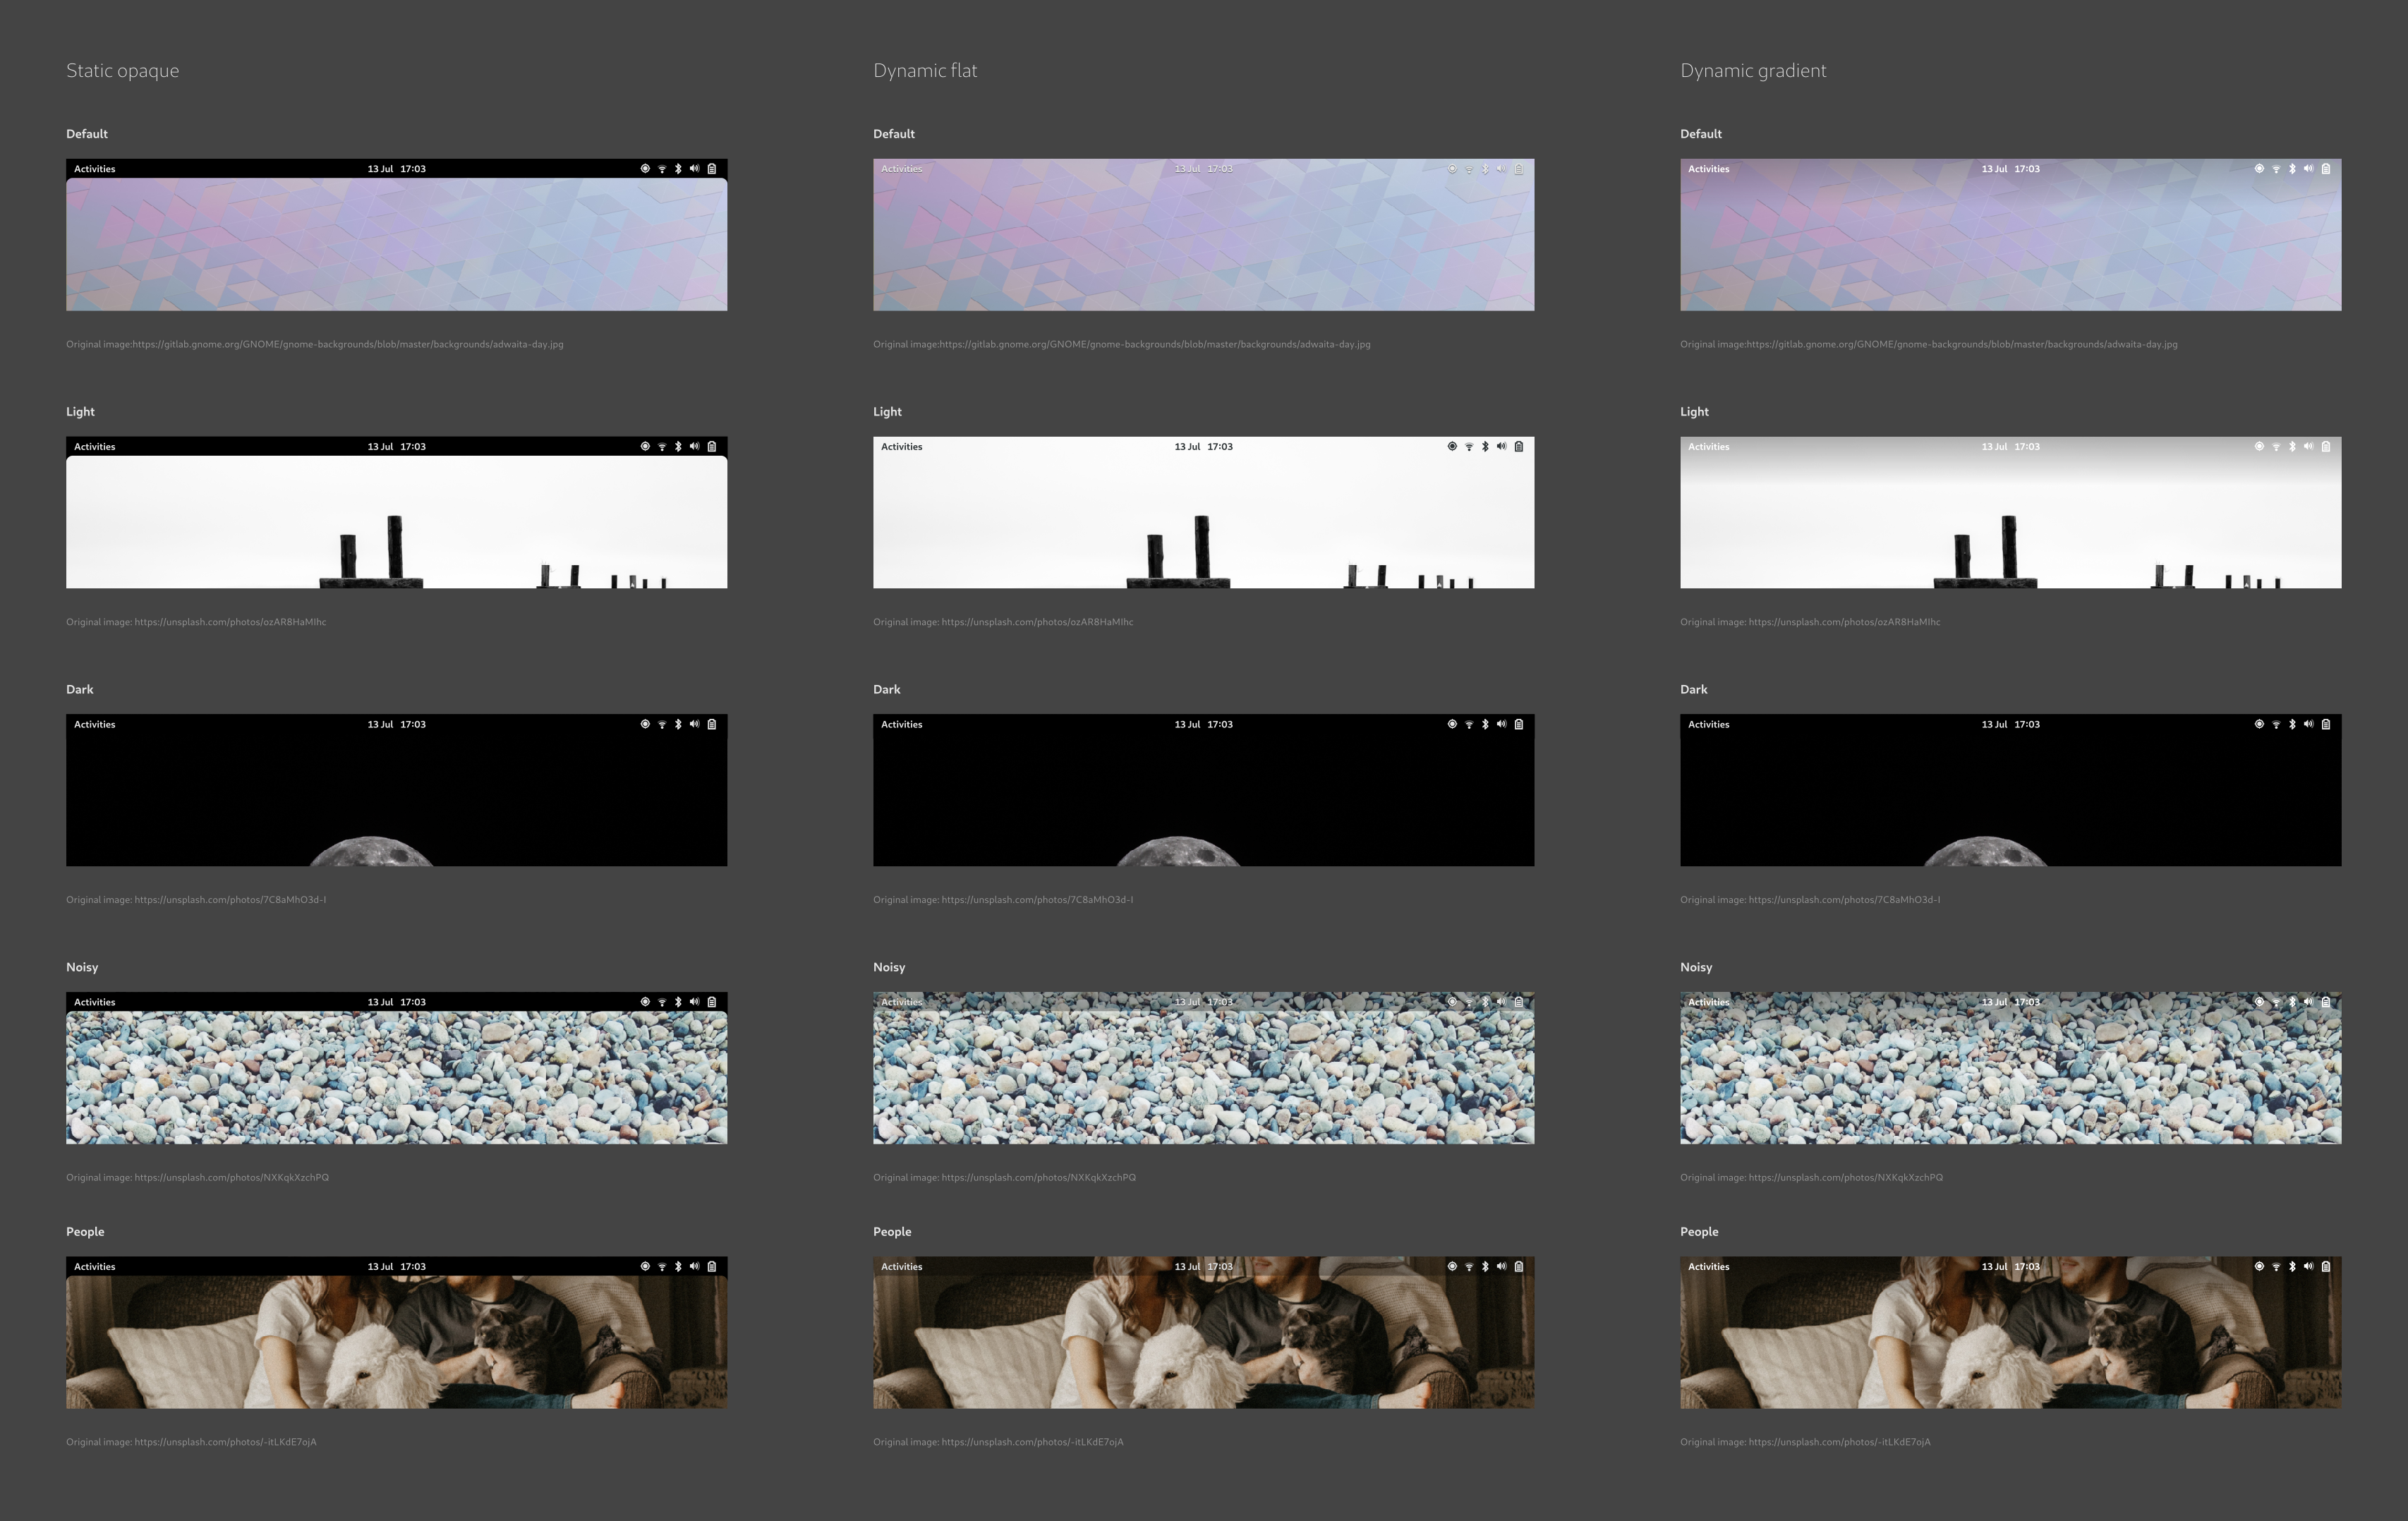 Static opaque
Default
Activities 13 Jul 17:03
Original image:https://gitlab.gnome.org/GNOME/gnome-backgrounds/blob/master/backgrounds/adwaita-day.jpg
Light
Activities 13 Jul 17:03
Original image: https://unsplash.com/photos/ozAR8HaMIhc
Dark
Activities 13 Jul 17:03
Original image: https://unsplash.com/photos/7C8aMhO3d-I
Noisy
Activities 13 Jul 17:03
Original image: https://unsplash.com/photos/NXKqkXzchPQ
People
Activities 13 Jul 17:03
Original image: https://unsplash.com/photos/-itLKdE7ojA
Dynamic flat
Default
Activities 13 Jul 17:03
Original image:https://gitlab.gnome.org/GNOME/gnome-backgrounds/blob/master/backgrounds/adwaita-day.jpg
Light
Activities 13 Jul 17:03
Original image: https://unsplash.com/photos/ozAR8HaMIhc
Dark
Activities 13 Jul 17:03
Original image: https://unsplash.com/photos/7C8aMhO3d-I
Noisy
Activities 13 Jul 17:03
Original image: https://unsplash.com/photos/NXKqkXzchPQ
People
Activities 13 Jul 17:03
Original image: https://unsplash.com/photos/-itLKdE7ojA
Dynamic gradient
Default
Activities 13 Jul 17:03
Original image:https://gitlab.gnome.org/GNOME/gnome-backgrounds/blob/master/backgrounds/adwaita-day.jpg
Light
Activities 13 Jul 17:03
Original image: https://unsplash.com/photos/ozAR8HaMIhc
Dark
Activities 13 Jul 17:03
Original image: https://unsplash.com/photos/7C8aMhO3d-I
Noisy
Activities 13 Jul 17:03
Original image: https://unsplash.com/photos/NXKqkXzchPQ
People
Activities 13 Jul 17:03
Original image: https://unsplash.com/photos/-itLKdE7ojA